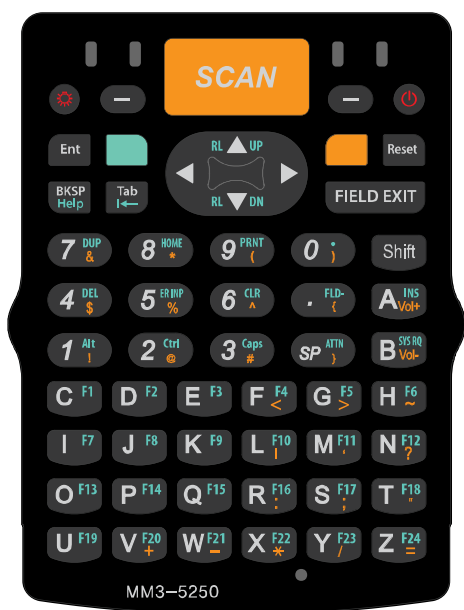 SCAN
Ent RL UP Reset
BKSP Help Tab RL DN FIELD EXIT
7 DUP & 8 HOME * 9 PRNT ( 0 • ) Shift
4 DEL $ 5 ER INP % 6 CLR ^ . FLD- { A INS Vol+
1 Alt ! 2 Ctrl @ 3 Caps # SP ATTN } B SYS RQ Vol-
C F1 D F2 E F3 F F4 < G F5 > H F6 ~
I F7 J F8 K F9 L F10 | M F11 ' N F12 ?
O F13 P F14 Q F15 R F16 : S F17 ; T F18 "
U F19 V F20 + W F21 - X F22 * Y F23 / Z F24 =
MM3-5250